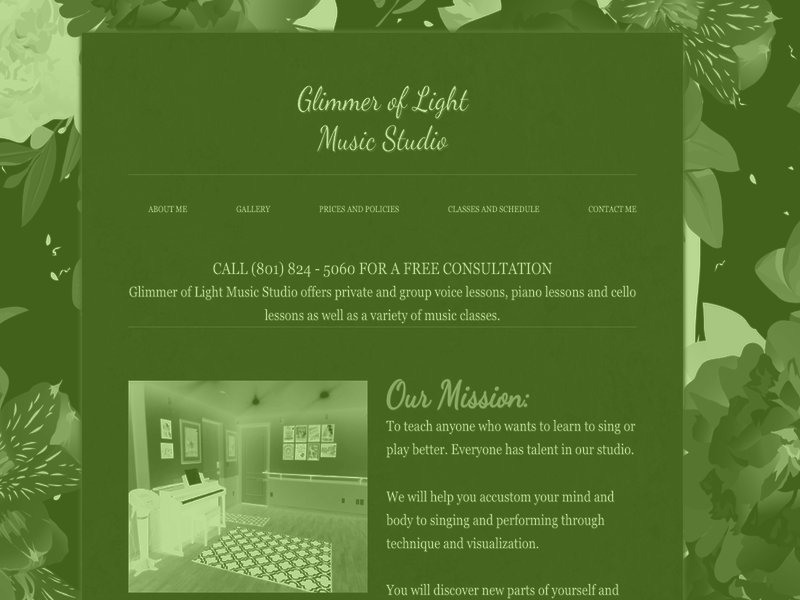 Glimmer of Light
Music Studio
ABOUT ME
GALLERY
PRICES AND POLICIES
CLASSES AND SCHEDULE
CONTACT ME
CALL (801) 824 - 5060 FOR A FREE CONSULTATION
Glimmer of Light Music Studio offers private and group voice lessons, piano lessons and cello
lessons as well as a variety of music classes.
Our Mission:
To teach anyone who wants to learn to sing or
play better. Everyone has talent in our studio.
We will help you accustom your mind and
body to singing and performing through
technique and visualization.
You will discover new parts of yourself and